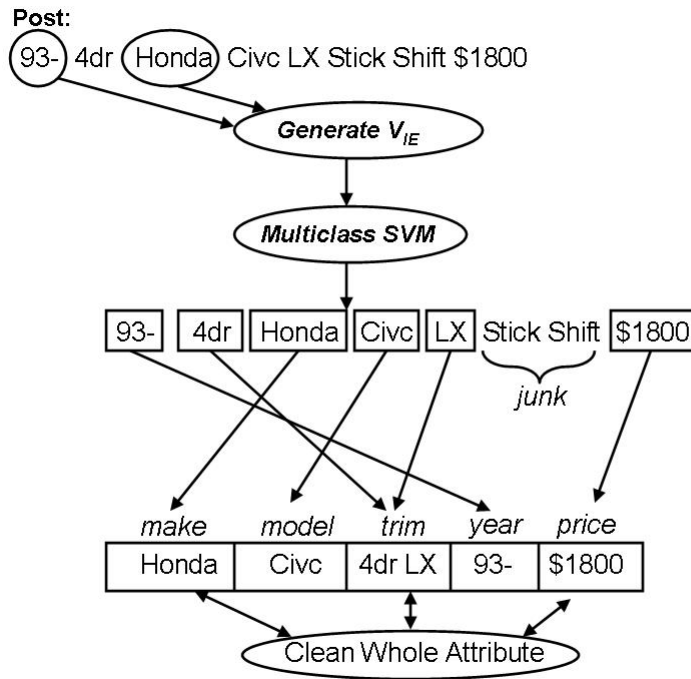 Post:
93- 4dr Honda Civc LX Stick Shift $1800
Generate V_IE
Multiclass SVM
93- 4dr Honda Civc LX Stick Shift $1800
junk
make model trim year price
Honda Civc 4dr LX 93- $1800
Clean Whole Attribute